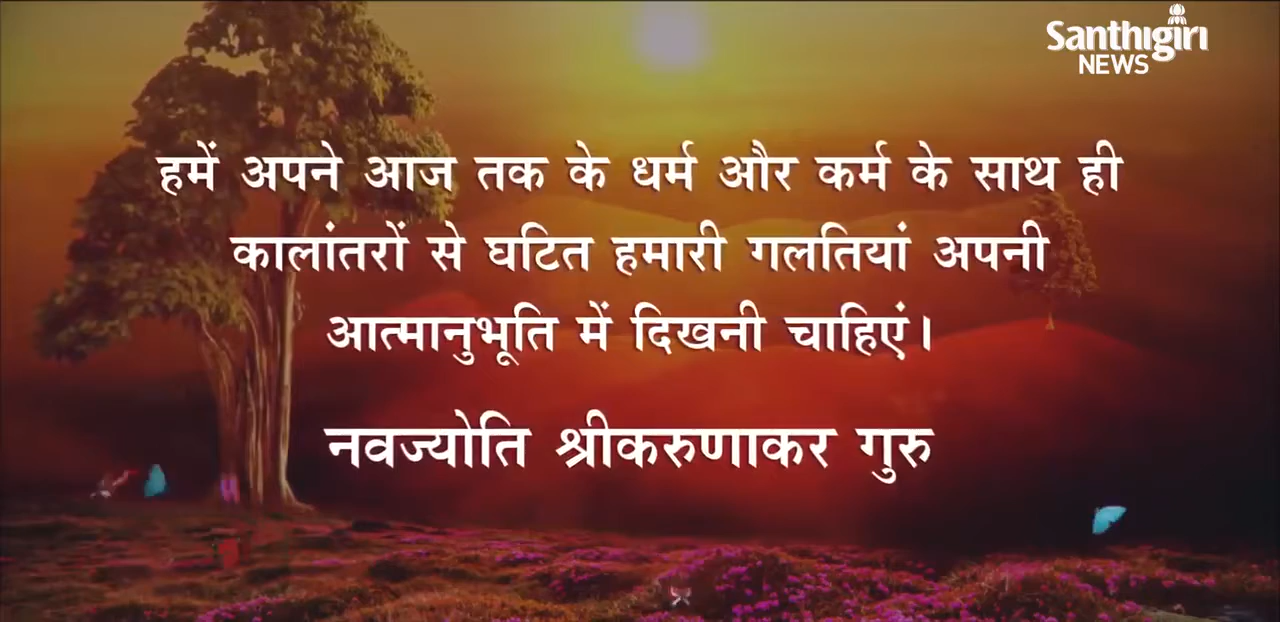 Santhigiri
NEWS
हमें अपने आज तक के धर्म और कर्म के साथ ही
कालांतरों से घटित हमारी गलतियां अपनी
आत्मानुभूति में दिखनी चाहिएं।
नवज्योति श्रीकरुणाकर गुरु